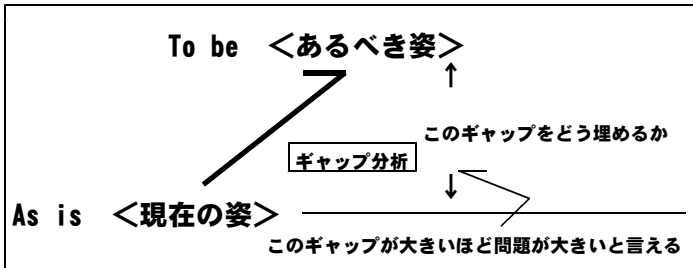 To be ＜あるべき姿＞
↑
このギャップをどう埋めるか
ギャップ分析
↓
As is ＜現在の姿＞
このギャップが大きいほど問題が大きいと言える